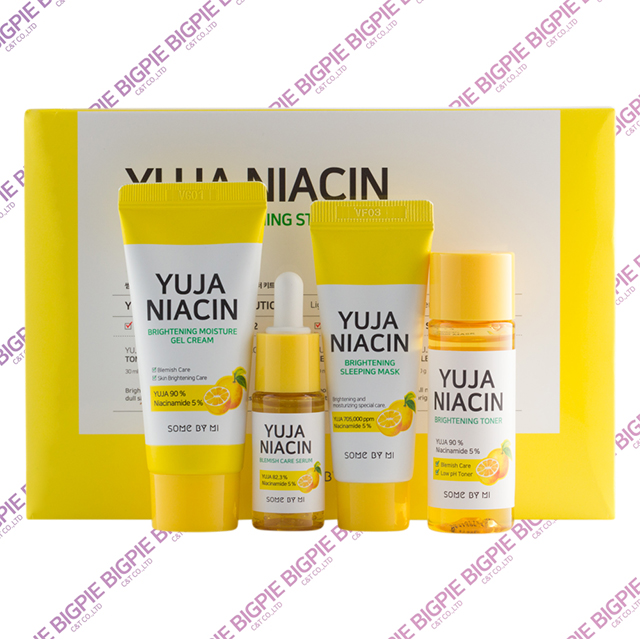 YUJA NIACIN
YUJA
NIACIN
BRIGHTENING MOISTURE
GEL CREAM
Blemish Care
Skin Brightening Care
YUJA 90 %
Niacinamide 5 %
SOME BY MI
YUJA
NIACIN
BLEMISH CARE SERUM
YUJA 82.3 %
Niacinamide 5 %
SOME BY MI
VF03
YUJA
NIACIN
BRIGHTENING
SLEEPING MASK
Brightening and
moisturizing special care.
YUJA 705,000 ppm
Niacinamide 5 %
SOME BY MI
YUJA
NIACIN
BRIGHTENING TONER
YUJA 90 %
Niacinamide 5 %
Blemish Care
Low pH Toner
SOME BY MI
BIGPIE
C&T CO.,LTD